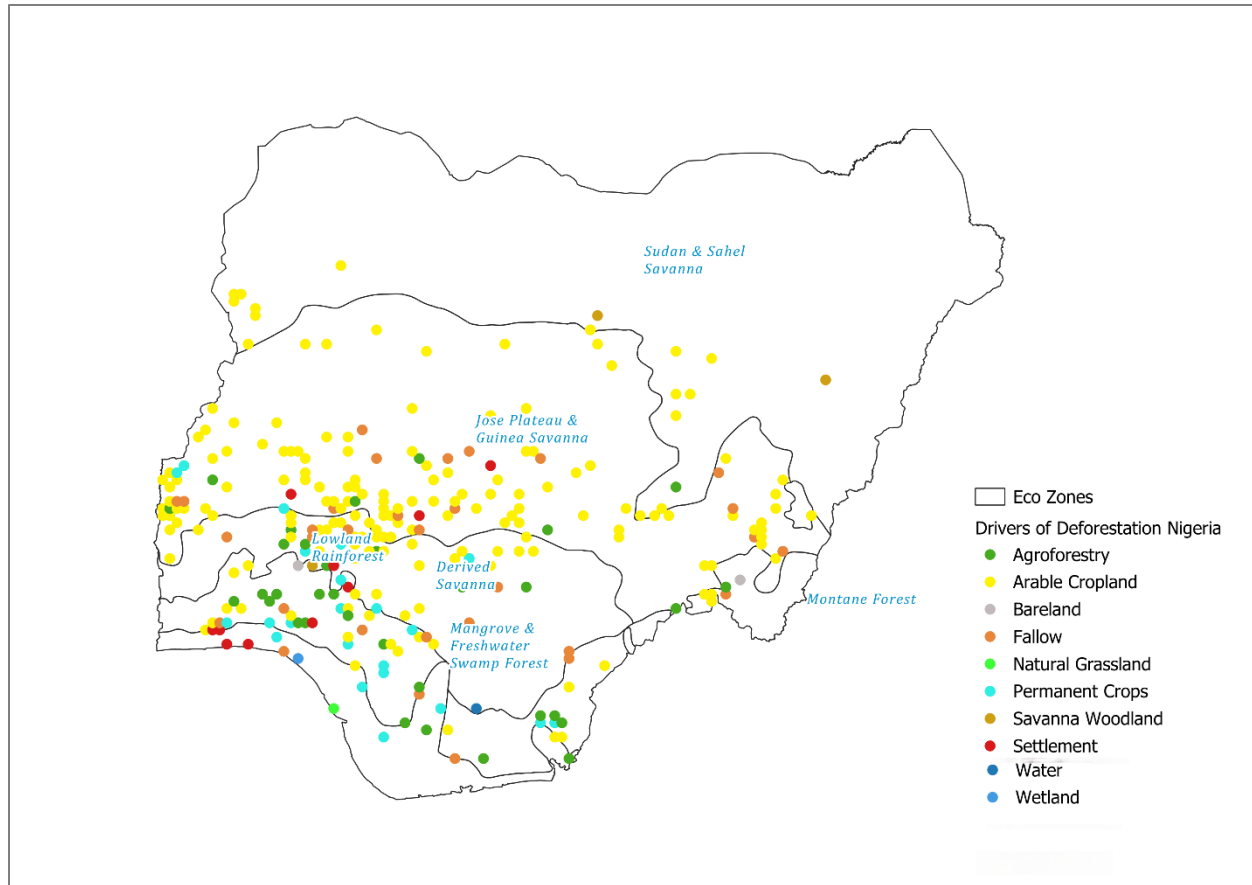 Sudan & Sahel
Savanna
Jose Plateau &
Guinea Savanna
Lowland
Rainforest
Derived
Savanna
Montane Forest
Mangrove &
Freshwater
Swamp Forest
Eco Zones
Drivers of Deforestation Nigeria
Agroforestry
Arable Cropland
Bareland
Fallow
Natural Grassland
Permanent Crops
Savanna Woodland
Settlement
Water
Wetland